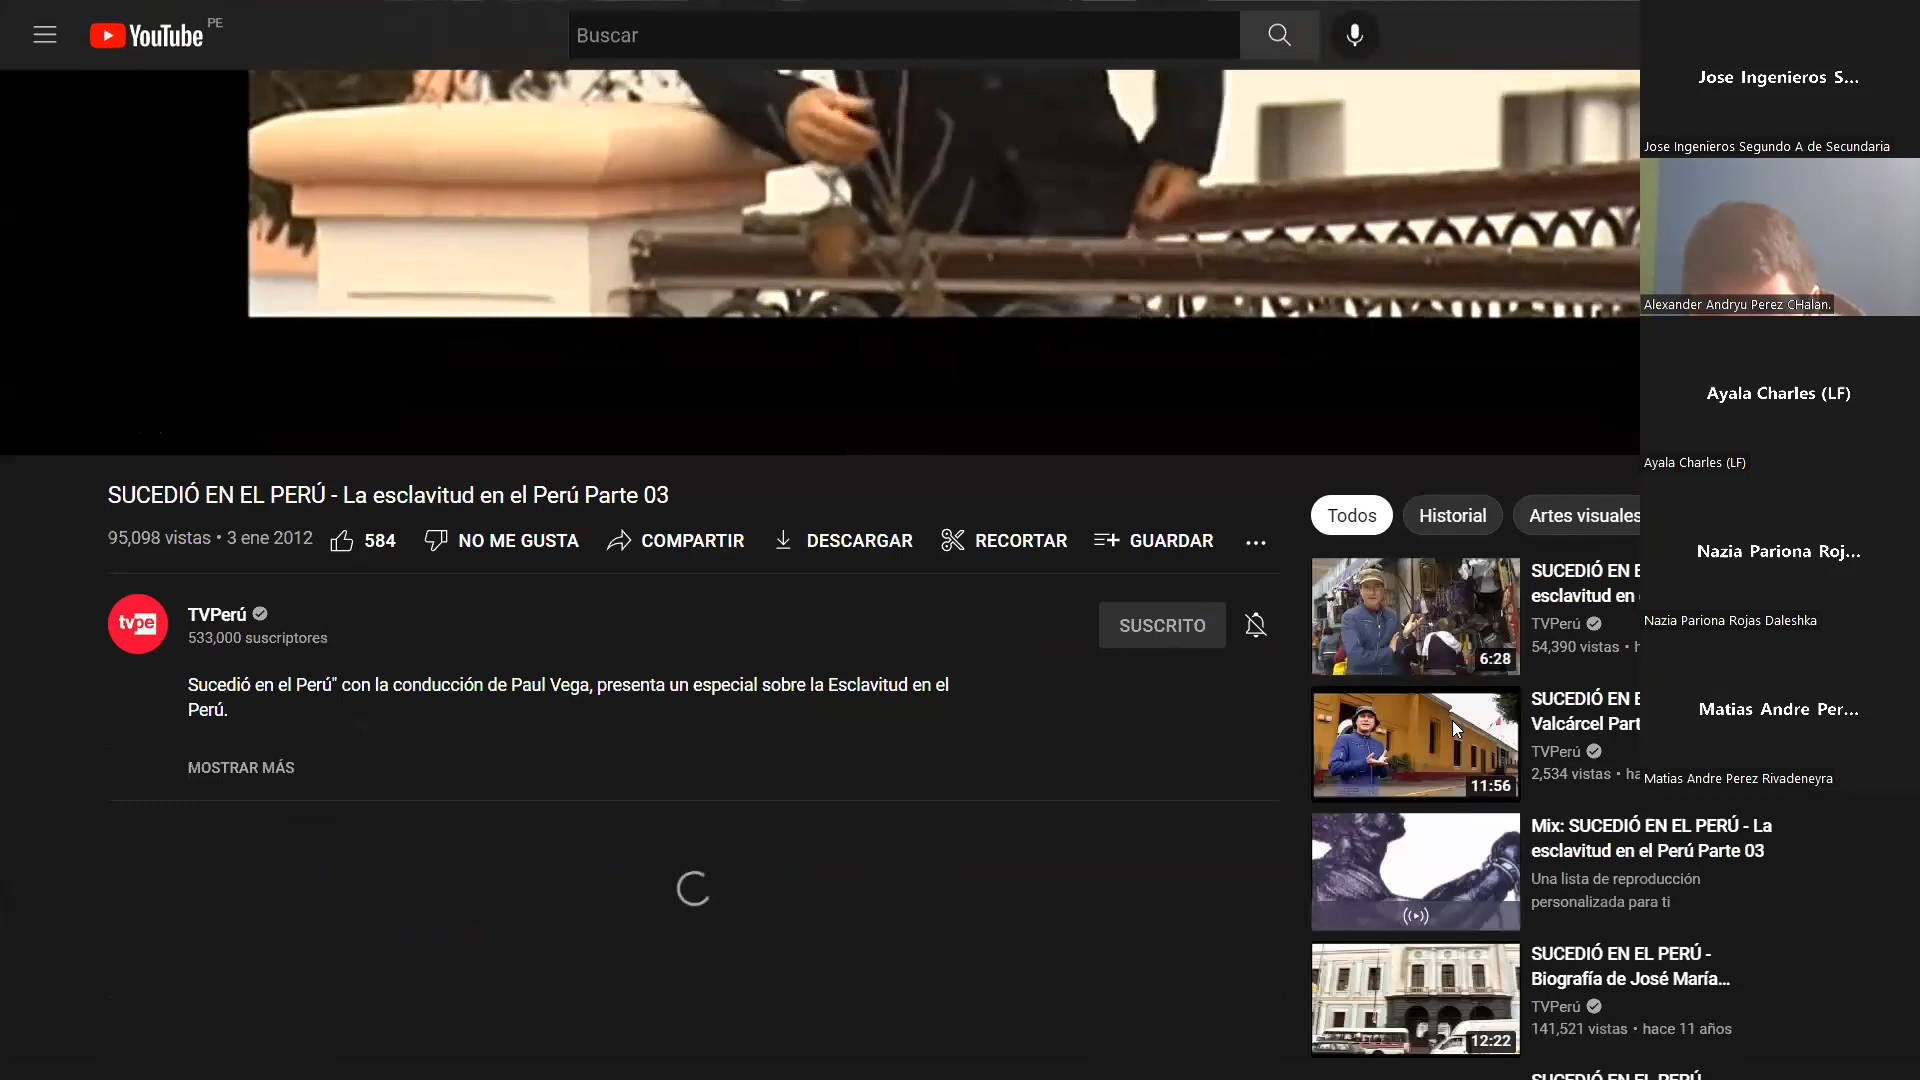 YouTube PE
Buscar
SUCEDIÓ EN EL PERÚ - La esclavitud en el Perú Parte 03
95,098 vistas • 3 ene 2012
584
NO ME GUSTA
COMPARTIR
DESCARGAR
RECORTAR
GUARDAR
...
tvpe
TVPerú
533,000 suscriptores
SUSCRITO
Sucedió en el Perú" con la conducción de Paul Vega, presenta un especial sobre la Esclavitud en el
Perú.
MOSTRAR MÁS
Todos
Historial
Artes visuales
6:28
SUCEDIÓ EN E
esclavitud en
TVPerú
54,390 vistas • h
11:56
SUCEDIÓ EN E
Valcárcel Part
TVPerú
2,534 vistas • ha
Mix: SUCEDIÓ EN EL PERÚ - La
esclavitud en el Perú Parte 03
Una lista de reproducción
personalizada para ti
12:22
SUCEDIÓ EN EL PERÚ -
Biografía de José María...
TVPerú
141,521 vistas • hace 11 años
SUCEDIÓ EN EL PERÚ
Jose Ingenieros S...
Jose Ingenieros Segundo A de Secundaria
Alexander Andryu Perez CHalan.
Ayala Charles (LF)
Ayala Charles (LF)
Nazia Pariona Roj...
Nazia Pariona Rojas Daleshka
Matias Andre Per...
Matias Andre Perez Rivadeneyra